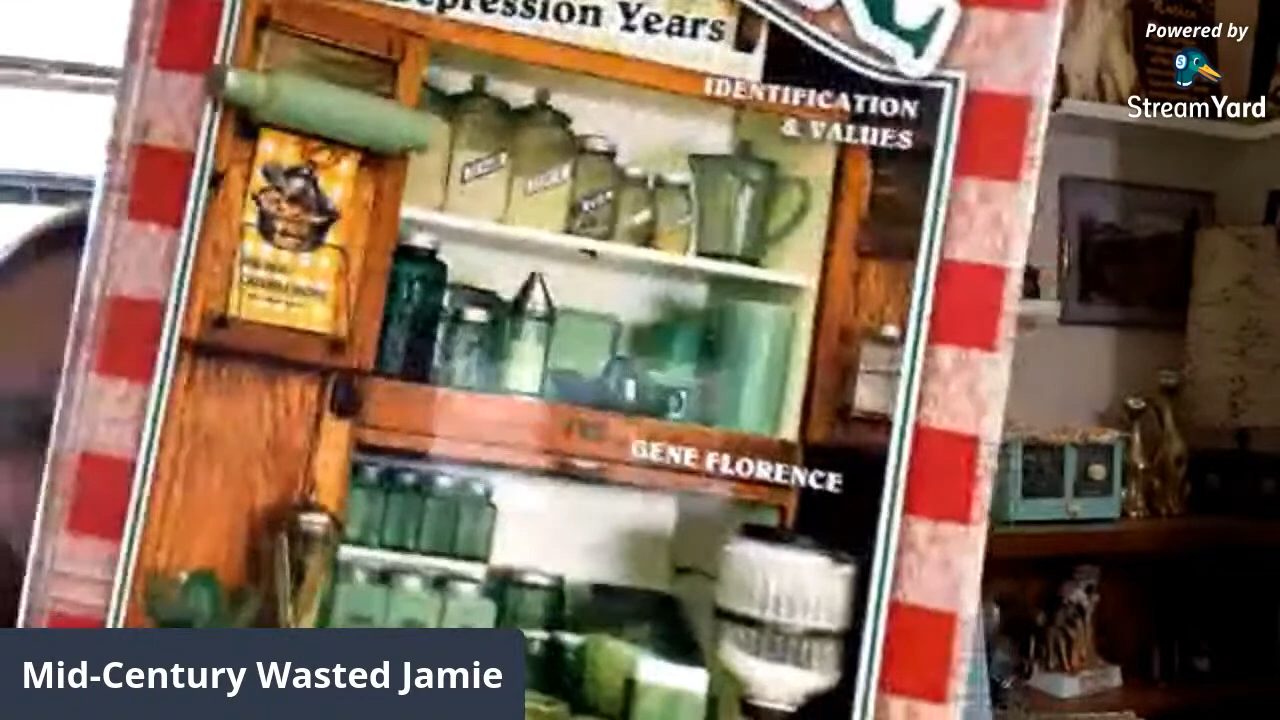 Depression Years
Powered by
StreamYard
IDENTIFICATION
& VALUES
GENE FLORENCE
Mid-Century Wasted Jamie